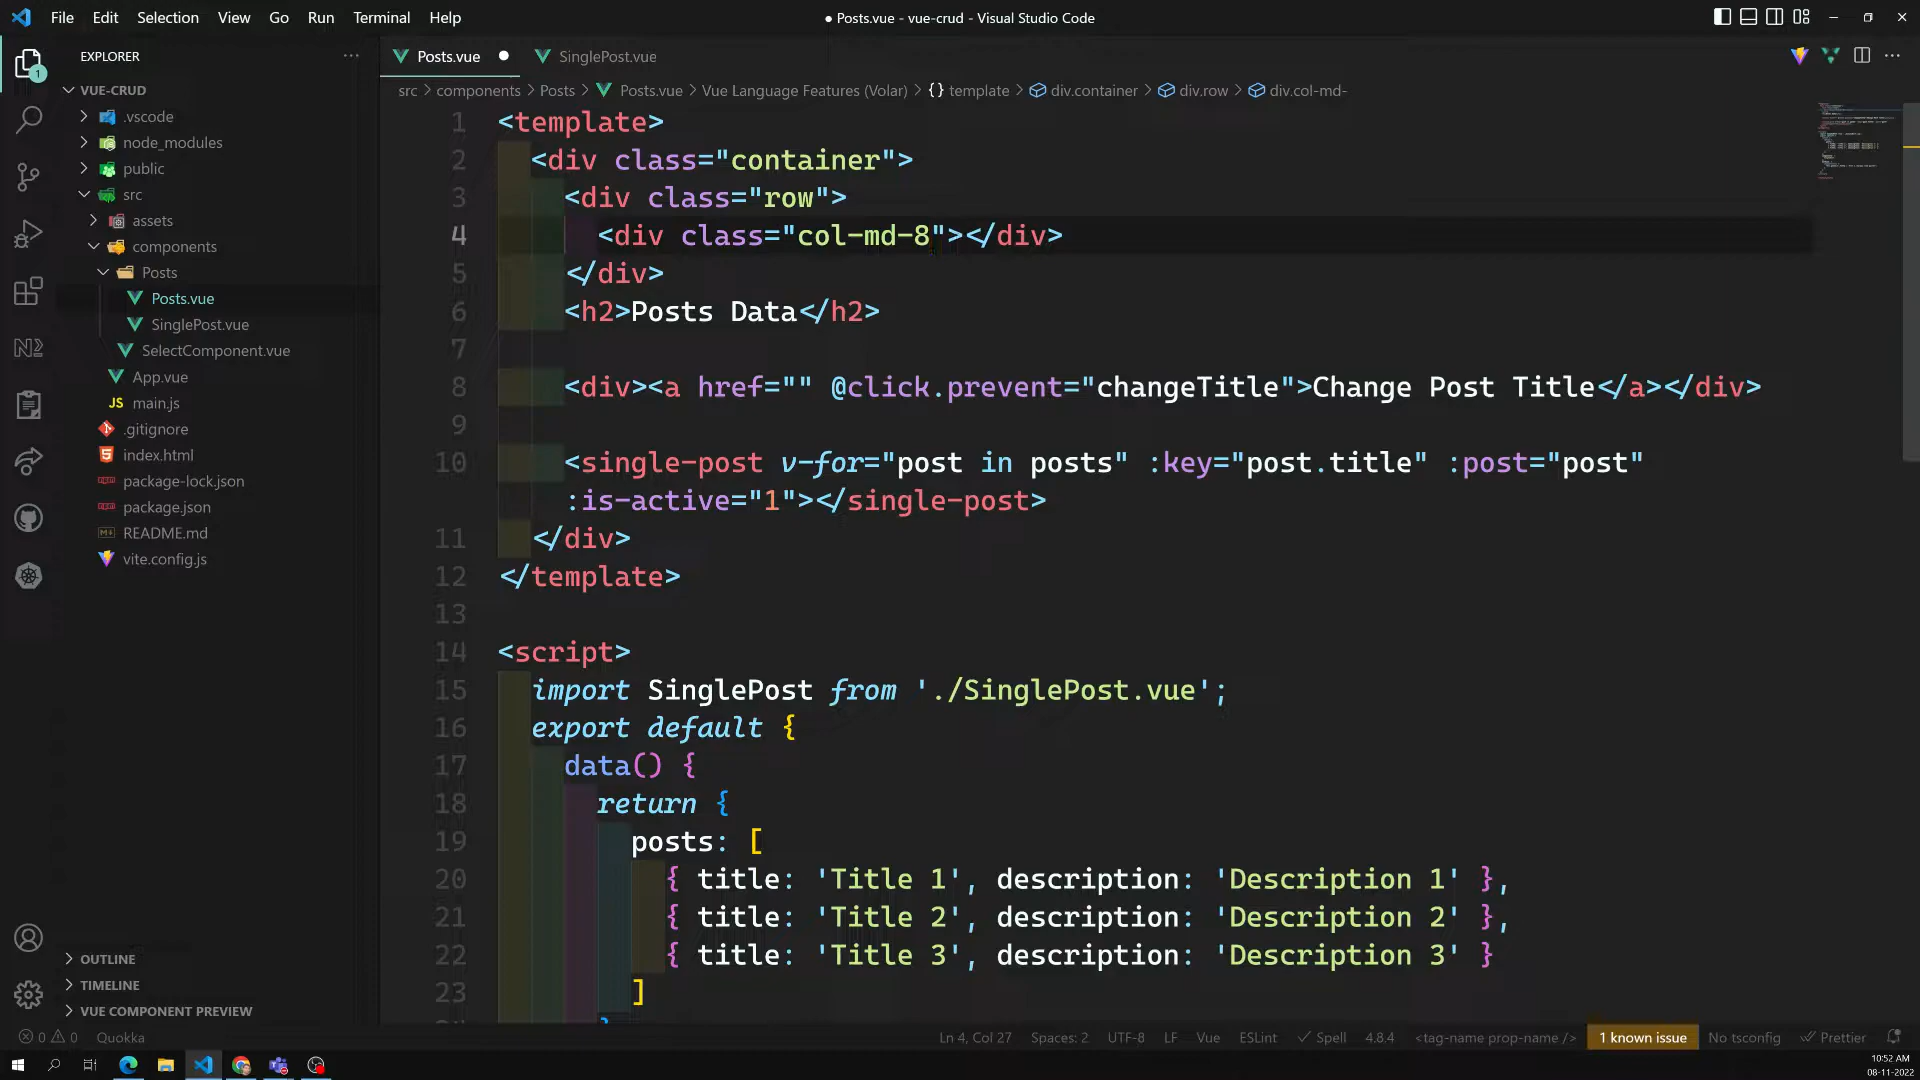 File Edit Selection View Go Run Terminal Help
● Posts.vue - vue-crud - Visual Studio Code
EXPLORER
Posts.vue
SinglePost.vue
VUE-CRUD
src > components > Posts > Posts.vue > Vue Language Features (Volar) > {} template > div.container > div.row > div.col-md-
.vscode
node_modules
public
src
assets
components
Posts
Posts.vue
SinglePost.vue
SelectComponent.vue
App.vue
JS main.js
.gitignore
index.html
package-lock.json
package.json
README.md
vite.config.js
OUTLINE
TIMELINE
VUE COMPONENT PREVIEW
1 <template>
2 <div class="container">
3 <div class="row">
4 <div class="col-md-8"></div>
5 </div>
6 <h2>Posts Data</h2>
7
8 <div><a href="" @click.prevent="changeTitle">Change Post Title</a></div>
9
10 <single-post v-for="post in posts" :key="post.title" :post="post"
:is-active="1"></single-post>
11 </div>
12 </template>
13
14 <script>
15 import SinglePost from './SinglePost.vue';
16 export default {
17 data() {
18 return {
19 posts: [
20 { title: 'Title 1', description: 'Description 1' },
21 { title: 'Title 2', description: 'Description 2' },
22 { title: 'Title 3', description: 'Description 3' }
23 ]
0 0 Quokka Ln 4, Col 27 Spaces: 2 UTF-8 LF Vue ESLint Spell 4.8.4 <tag-name prop-name /> 1 known issue No tsconfig Prettier
10:52 AM
08-11-2022